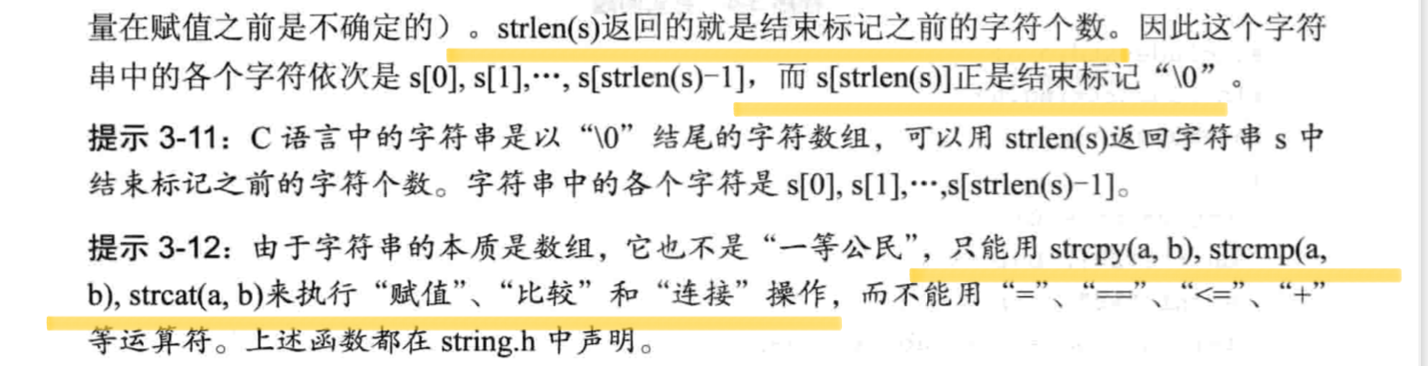 量在赋值之前是不确定的）。strlen(s)返回的就是结束标记之前的字符个数。因此这个字符
串中的各个字符依次是 s[0], s[1],…, s[strlen(s)-1]，而 s[strlen(s)]正是结束标记“\0”。
提示 3-11：C 语言中的字符串是以“\0”结尾的字符数组，可以用 strlen(s)返回字符串 s 中
结束标记之前的字符个数。字符串中的各个字符是 s[0], s[1],…,s[strlen(s)-1]。
提示 3-12：由于字符串的本质是数组，它也不是“一等公民”，只能用 strcpy(a, b), strcmp(a,
b), strcat(a, b)来执行“赋值”、“比较”和“连接”操作，而不能用“=”、“==”、“<=”、“+”
等运算符。上述函数都在 string.h 中声明。